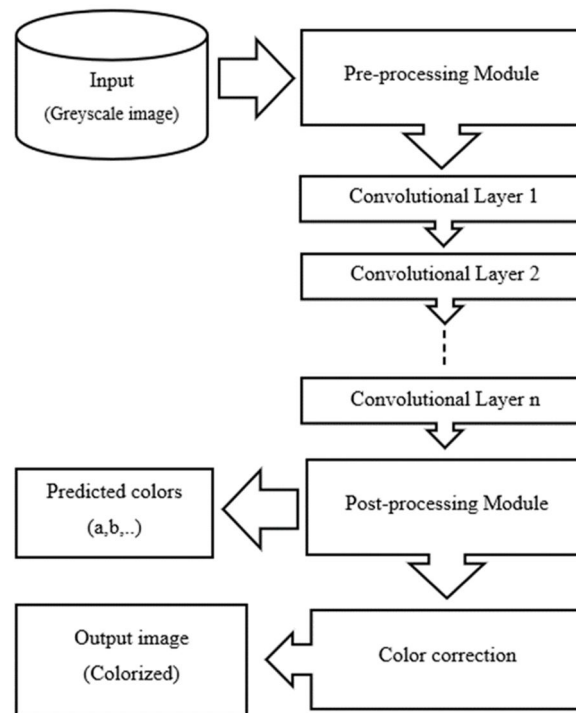 Input
(Greyscale image)
Pre-processing Module
Convolutional Layer 1
Convolutional Layer 2
Convolutional Layer n
Predicted colors
(a,b,..)
Post-processing Module
Output image
(Colorized)
Color correction